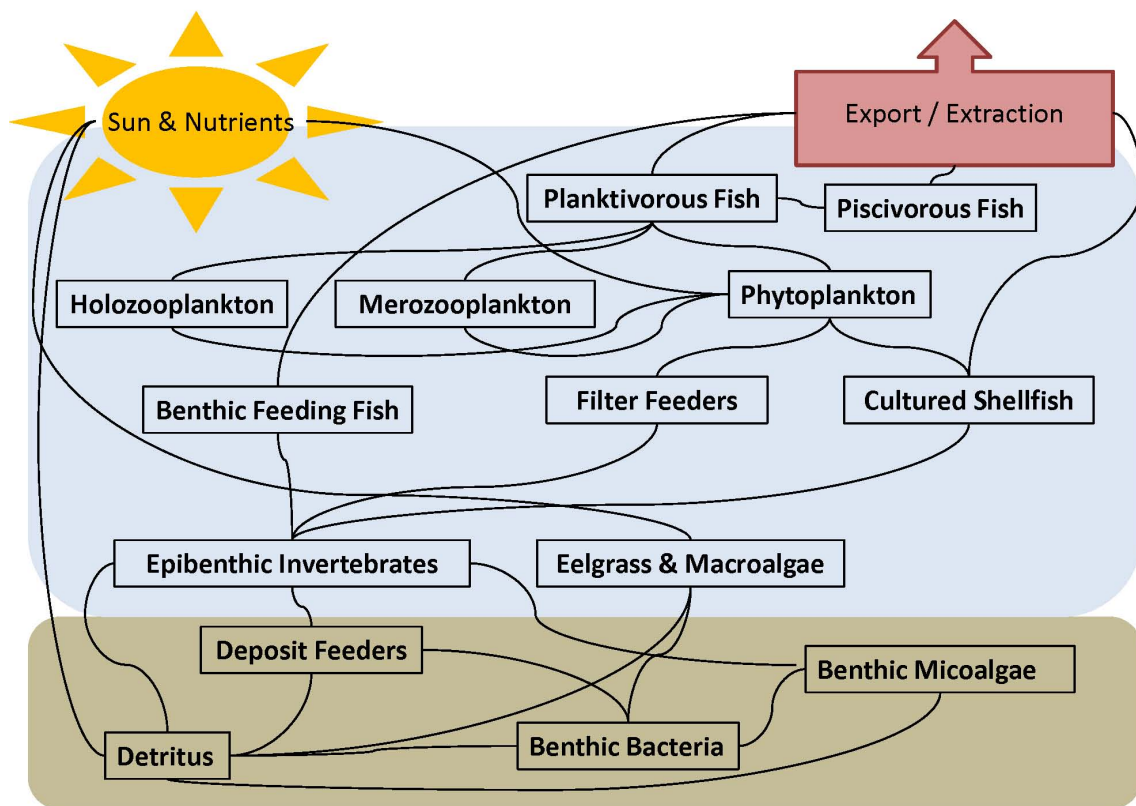 Sun & Nutrients
Export / Extraction
Planktivorous Fish
Piscivorous Fish
Holozooplankton
Merozooplankton
Phytoplankton
Benthic Feeding Fish
Filter Feeders
Cultured Shellfish
Epibenthic Invertebrates
Eelgrass & Macroalgae
Deposit Feeders
Benthic Micoalgae
Detritus
Benthic Bacteria